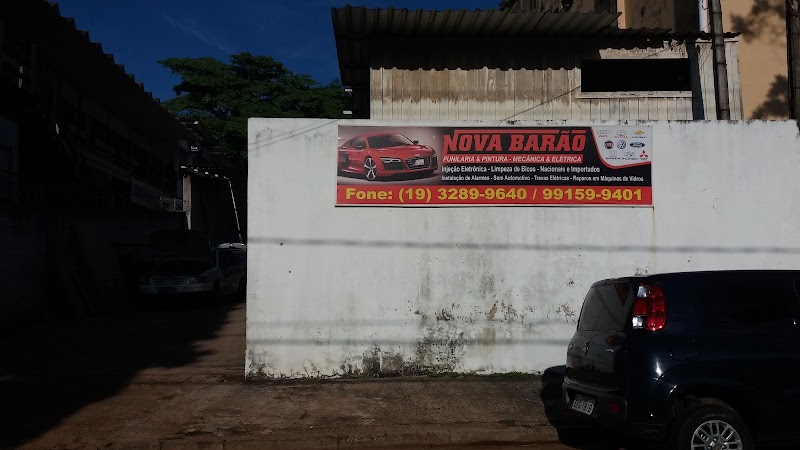 NOVA BARÃO
FUNILARIA & PINTURA - MECÂNICA & ELÉTRICA
Injeção Eletrônica - Limpeza de Bicos - Nacionais e Importados
Instalação de Alarmes - Som Automotivo - Travas Elétricas - Reparos em Máquinas de Vidros
Fone: (19) 3289-9640 / 99159-9401